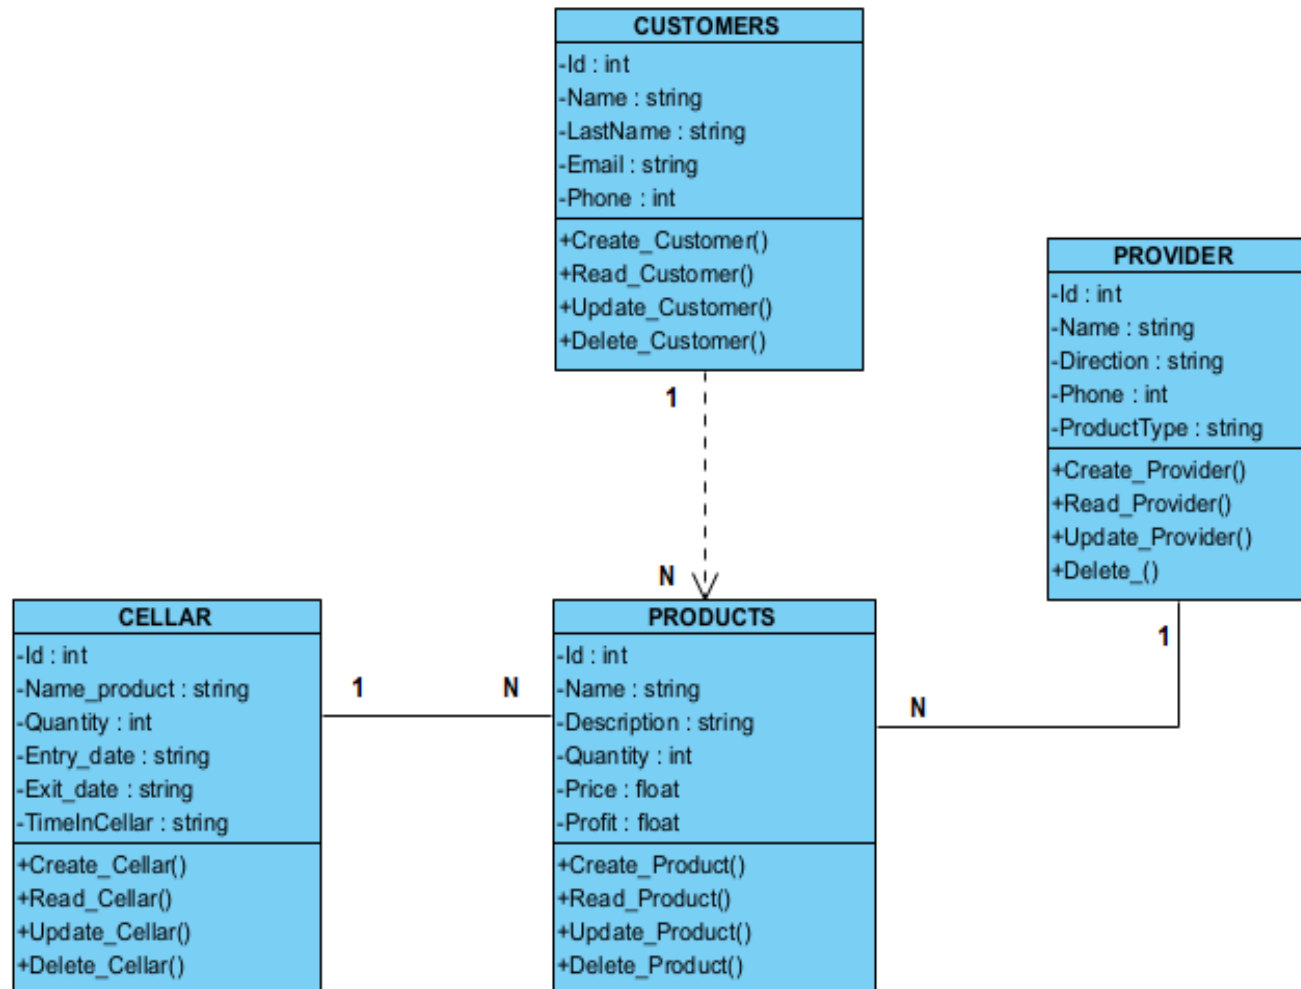 CUSTOMERS
-Id : int
-Name : string
-LastName : string
-Email : string
-Phone : int
+Create_Customer()
+Read_Customer()
+Update_Customer()
+Delete_Customer()
1
N
PROVIDER
-Id : int
-Name : string
-Direction : string
-Phone : int
-ProductType : string
+Create_Provider()
+Read_Provider()
+Update_Provider()
+Delete_()
1
N
CELLAR
-Id : int
-Name_product : string
-Quantity : int
-Entry_date : string
-Exit_date : string
-TimeInCellar : string
+Create_Cellar()
+Read_Cellar()
+Update_Cellar()
+Delete_Cellar()
1
N
PRODUCTS
-Id : int
-Name : string
-Description : string
-Quantity : int
-Price : float
-Profit : float
+Create_Product()
+Read_Product()
+Update_Product()
+Delete_Product()